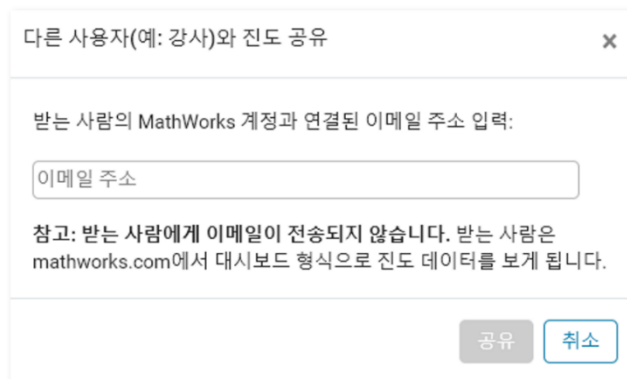 다른 사용자(예: 강사)와 진도 공유
×
받는 사람의 MathWorks 계정과 연결된 이메일 주소 입력:
이메일 주소
참고: 받는 사람에게 이메일이 전송되지 않습니다. 받는 사람은
mathworks.com에서 대시보드 형식으로 진도 데이터를 보게 됩니다.
공유 취소